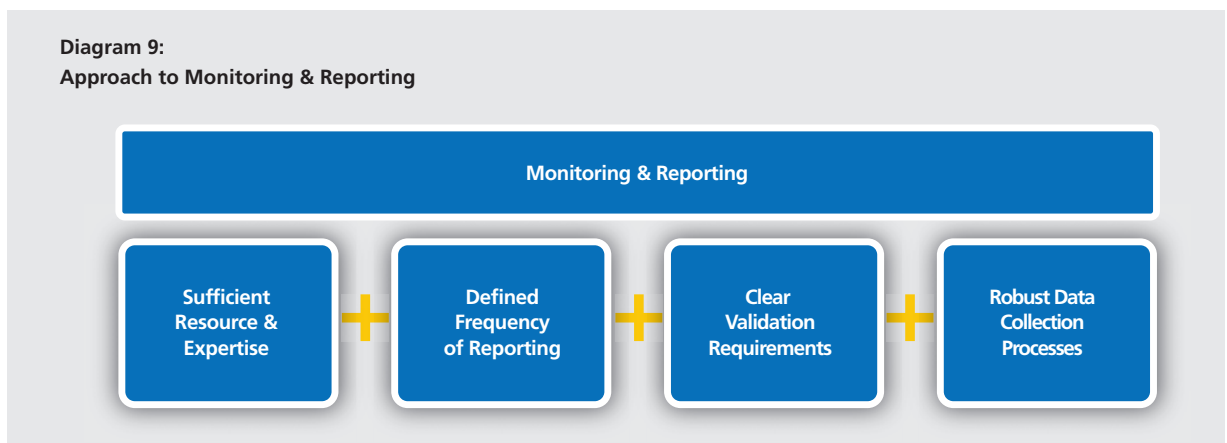 Diagram 9:
Approach to Monitoring & Reporting
Monitoring & Reporting
Sufficient
Resource &
Expertise
Defined
Frequency
of Reporting
Clear
Validation
Requirements
Robust Data
Collection
Processes